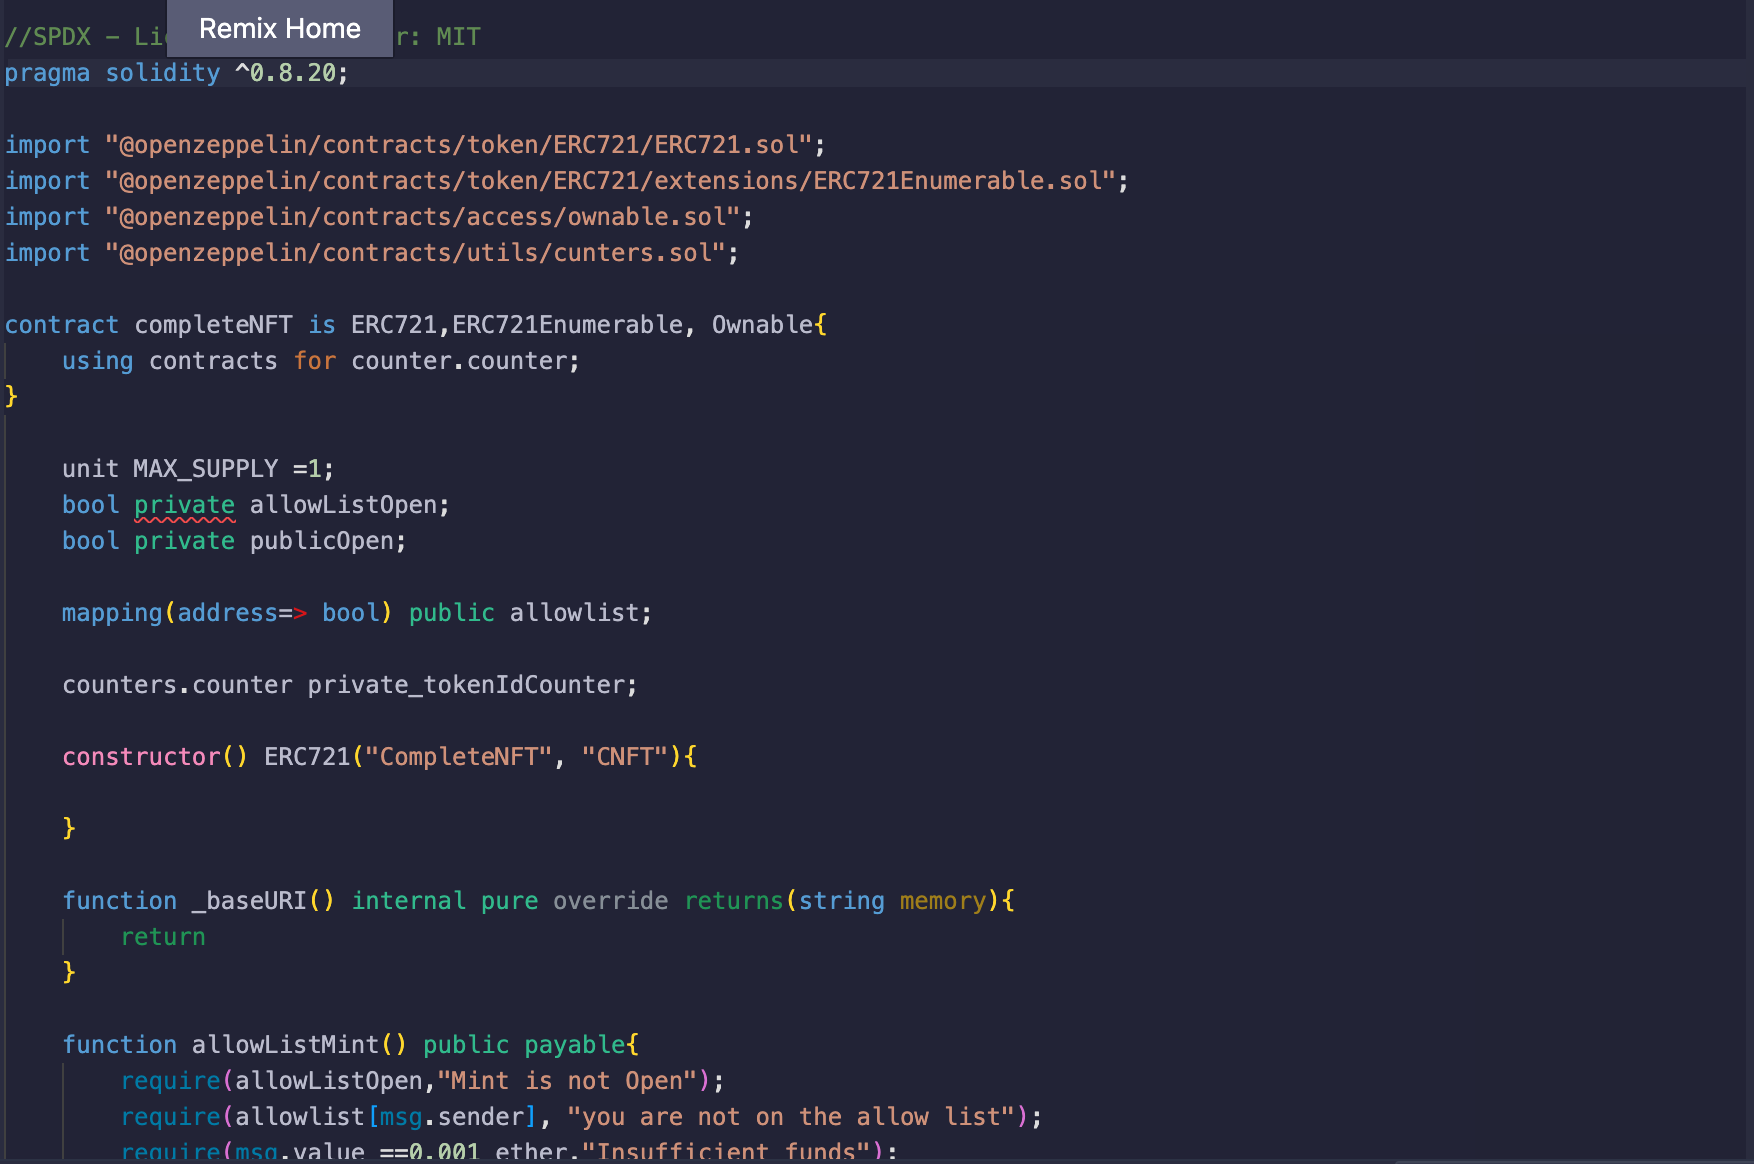 //SPDX - Li r: MIT
Remix Home
pragma solidity ^0.8.20;
import "@openzeppelin/contracts/token/ERC721/ERC721.sol";
import "@openzeppelin/contracts/token/ERC721/extensions/ERC721Enumerable.sol";
import "@openzeppelin/contracts/access/ownable.sol";
import "@openzeppelin/contracts/utils/cunters.sol";
contract completeNFT is ERC721,ERC721Enumerable, Ownable{
using contracts for counter.counter;
}
unit MAX_SUPPLY =1;
bool private allowListOpen;
bool private publicOpen;
mapping(address=> bool) public allowlist;
counters.counter private_tokenIdCounter;
constructor() ERC721("CompleteNFT", "CNFT"){
}
function _baseURI() internal pure override returns(string memory){
return
}
function allowListMint() public payable{
require(allowListOpen,"Mint is not Open");
require(allowlist[msg.sender], "you are not on the allow list");
require(msg.value ==0.001 ether,"Insufficient funds");